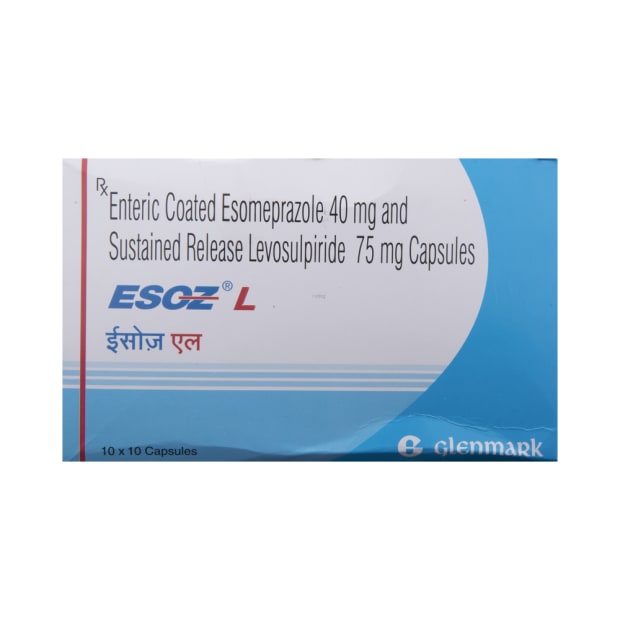 Rx Enteric Coated Esomeprazole 40 mg and
Sustained Release Levosulpiride 75 mg Capsules
ESOZ® L
ईसोज़ एल
10 x 10 Capsules
glenmark